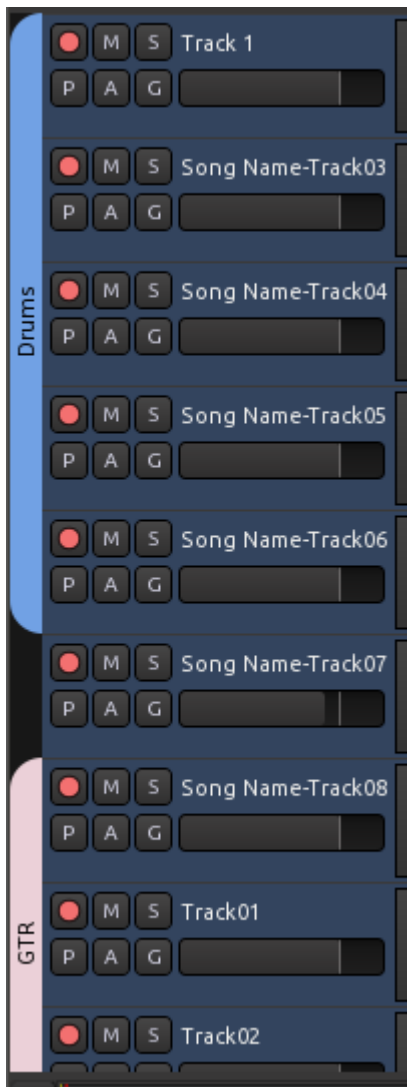 Drums
M S Track 1
P A G
M S Song Name-Track03
P A G
M S Song Name-Track04
P A G
M S Song Name-Track05
P A G
M S Song Name-Track06
P A G
M S Song Name-Track07
P A G
GTR
M S Song Name-Track08
P A G
M S Track01
P A G
M S Track02